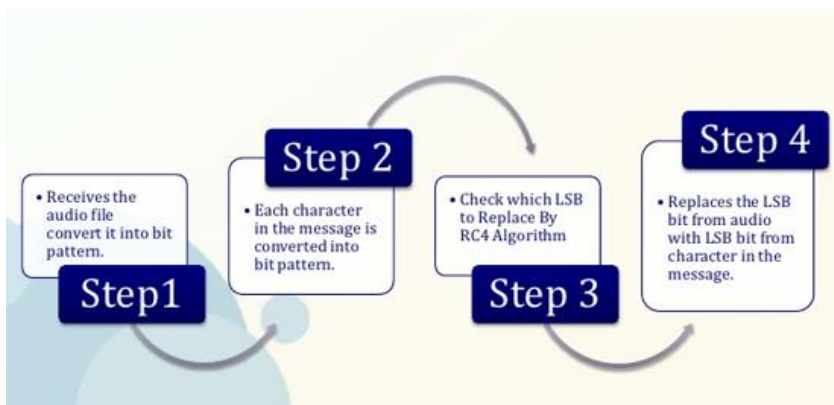 • Receives the
audio file
convert it into bit
pattern.
Step1
Step 2
• Each character
in the message is
converted into
bit pattern.
• Check which LSB
to Replace By
RC4 Algorithm
Step 3
Step 4
• Replaces the LSB
bit from audio
with LSB bit from
character in the
message.